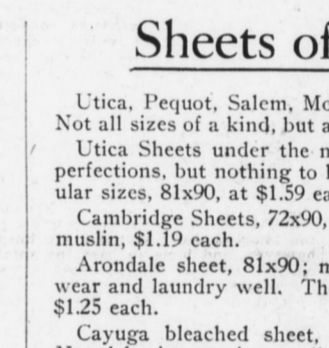 Sheets of
Utica, Pequot, Salem, Mo
Not all sizes of a kind, but a
Utica Sheets under the
perfections, but nothing to
ular sizes, 81x90, at $1.59 ea
Cambridge Sheets, 72x90,
muslin, $1.19 each.
Arondale sheet, 81x90;
wear and laundry well. Th
$1.25 each.
Cayuga bleached sheet,